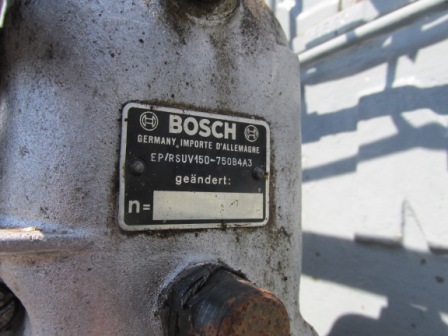 BOSCH
GERMANY, IMPORTE D'ALLEMAGNE
EP/RSUV150-750B4A3
geändert:
n=